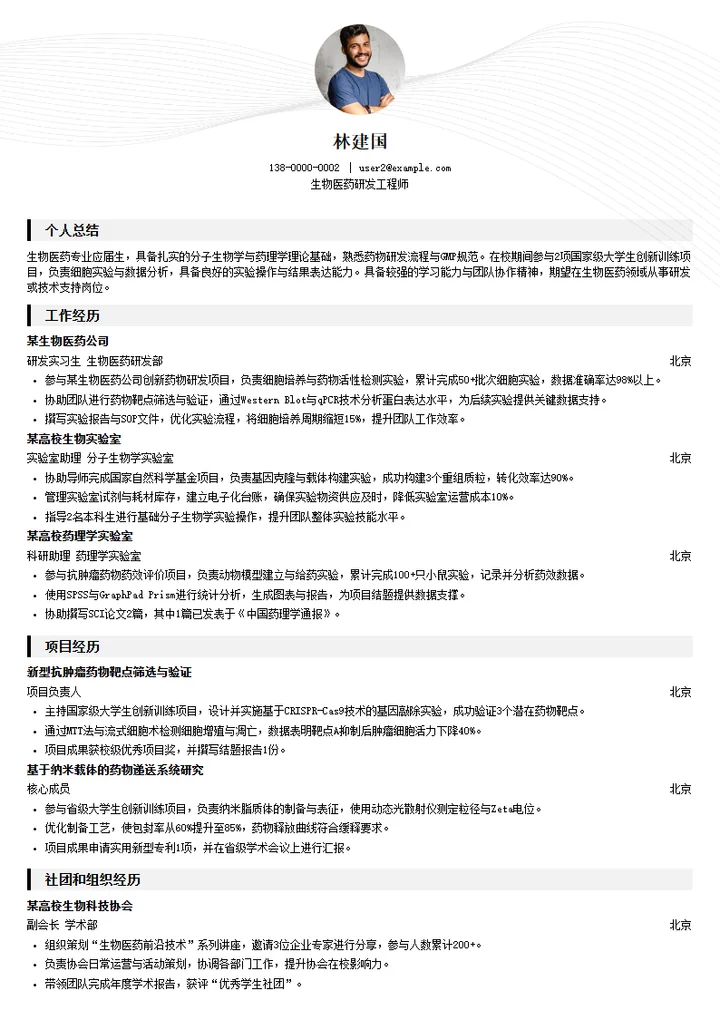 林建国
138-0000-0002 | user2@example.com
生物医药研发工程师
个人总结
生物医药专业应届生，具备扎实的分子生物学与药理学理论基础，熟悉药物研发流程与GMP规范。在校期间参与2项国家级大学生创新训练项
目，负责细胞实验与数据分析，具备良好的实验操作与结果表达能力。具备较强的学习能力与团队协作精神，期望在生物医药领域从事研发
或技术支持岗位。
工作经历
某生物医药公司
研发实习生 生物医药研发部 北京
• 参与某生物医药公司创新药物研发项目，负责细胞培养与药物活性检测实验，累计完成50+批次细胞实验，数据准确率达98%以上。
• 协助团队进行药物靶点筛选与验证，通过Western Blot与qPCR技术分析蛋白表达水平，为后续实验提供关键数据支持。
• 撰写实验报告与SOP文件，优化实验流程，将细胞培养周期缩短15%，提升团队工作效率。
某高校生物实验室
实验室助理 分子生物学实验室 北京
• 协助导师完成国家自然科学基金项目，负责基因克隆与载体构建实验，成功构建3个重组质粒，转化效率达90%。
• 管理实验室试剂与耗材库存，建立电子化台账，确保实验物资供应及时，降低实验室运营成本10%。
• 指导2名本科生进行基础分子生物学实验操作，提升团队整体实验技能水平。
某高校药理学实验室
科研助理 药理学实验室 北京
• 参与抗肿瘤药物药效评价项目，负责动物模型建立与给药实验，累计完成100+只小鼠实验，记录并分析药效数据。
• 使用SPSS与GraphPad Prism进行统计分析，生成图表与报告，为项目结题提供数据支撑。
• 协助撰写SCI论文2篇，其中1篇已发表于《中国药理学通报》。
项目经历
新型抗肿瘤药物靶点筛选与验证
项目负责人 北京
• 主持国家级大学生创新训练项目，设计并实施基于CRISPR-Cas9技术的基因敲除实验，成功验证3个潜在药物靶点。
• 通过MTT法与流式细胞术检测细胞增殖与凋亡，数据表明靶点A抑制后肿瘤细胞活力下降40%。
• 项目成果获校级优秀项目奖，并撰写结题报告1份。
基于纳米载体的药物递送系统研究
核心成员 北京
• 参与省级大学生创新训练项目，负责纳米脂质体的制备与表征，使用动态光散射仪测定粒径与Zeta电位。
• 优化制备工艺，使包封率从60%提升至85%，药物释放曲线符合缓释要求。
• 项目成果申请实用新型专利1项，并在省级学术会议上进行汇报。
社团和组织经历
某高校生物科技协会
副会长 学术部 北京
• 组织策划“生物医药前沿技术”系列讲座，邀请3位企业专家进行分享，参与人数累计200+。
• 负责协会日常运营与活动策划，协调各部门工作，提升协会在校影响力。
• 带领团队完成年度学术报告，获评“优秀学生社团”。